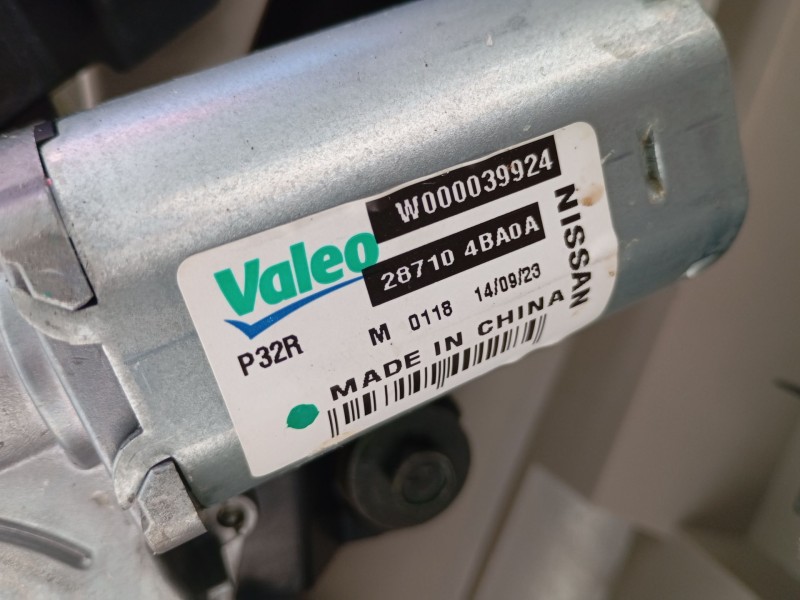 W000039924
Valeo
28710 4BA0A
NISSAN
P32R
M 0118 14/09/23
MADE IN CHINA